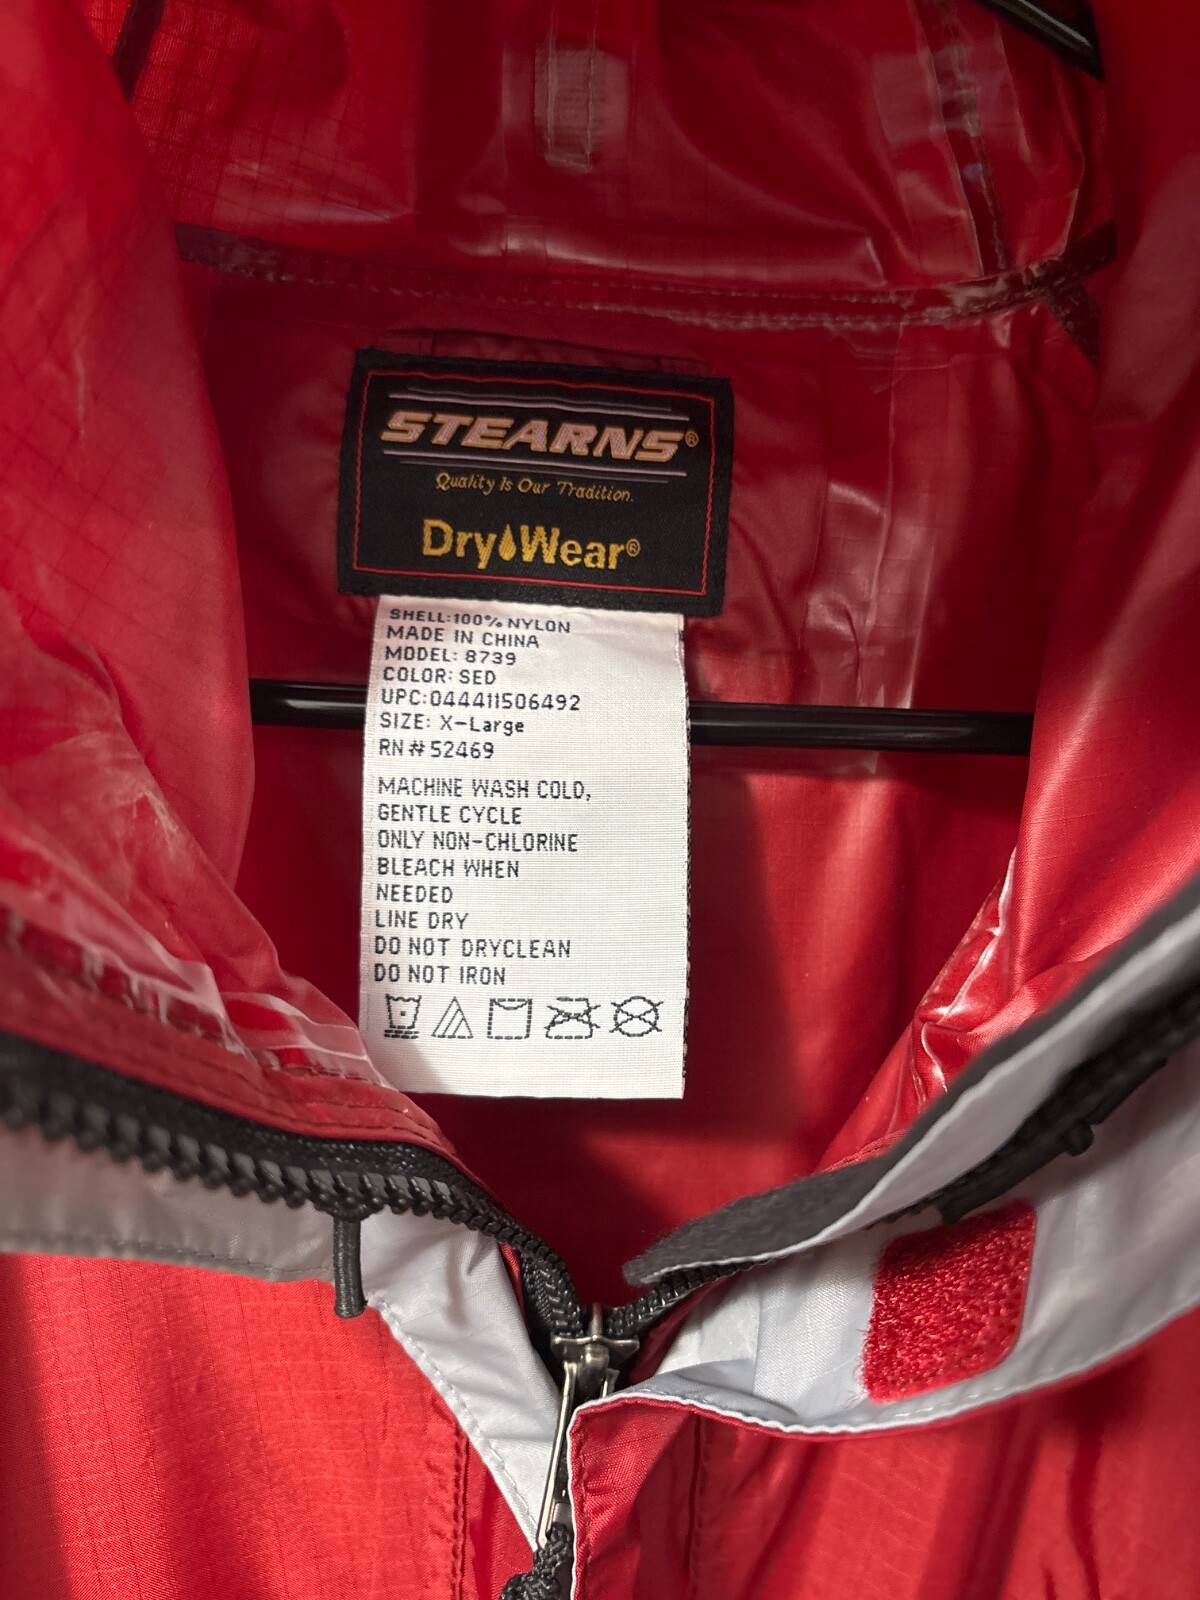 STEARNS®
Quality Is Our Tradition.
Dry Wear®
SHELL:100% NYLON
MADE IN CHINA
MODEL: 8739
COLOR: SED
UPC:044411506492
SIZE: X-Large
RN#52469
MACHINE WASH COLD,
GENTLE CYCLE
ONLY NON-CHLORINE
BLEACH WHEN
NEEDED
LINE DRY
DO NOT DRYCLEAN
DO NOT IRON